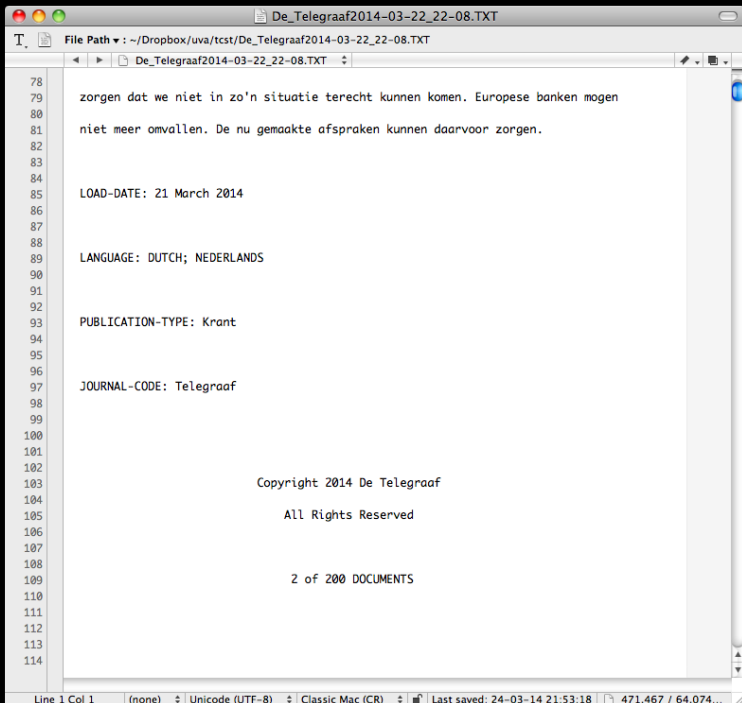 De_Telegraaf2014-03-22_22-08.TXT
File Path ▾ : ~/Dropbox/uva/tcst/De_Telegraaf2014-03-22_22-08.TXT
De_Telegraaf2014-03-22_22-08.TXT
78
79 zorgen dat we niet in zo'n situatie terecht kunnen komen. Europese banken mogen
80
81 niet meer omvallen. De nu gemaakte afspraken kunnen daarvoor zorgen.
82
83
84
85 LOAD-DATE: 21 March 2014
86
87
88
89 LANGUAGE: DUTCH; NEDERLANDS
90
91
92
93 PUBLICATION-TYPE: Krant
94
95
96
97 JOURNAL-CODE: Telegraaf
98
99
100
101
102
103 Copyright 2014 De Telegraaf
104
105 All Rights Reserved
106
107
108
109 2 of 200 DOCUMENTS
110
111
112
113
114
Line 1 Col 1 (none) Unicode (UTF-8) Classic Mac (CR) Last saved: 24-03-14 21:53:18 471.467 / 64.074...